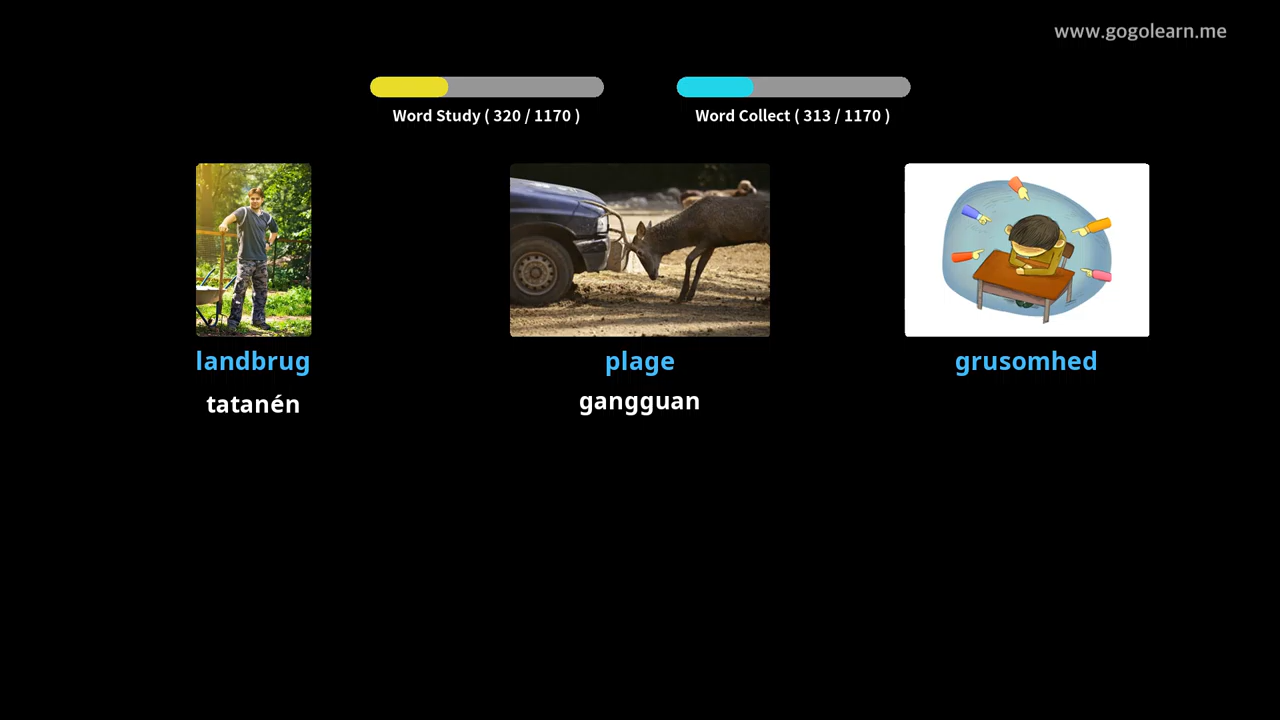 www.gogolearn.me
Word Study ( 320 / 1170 )
Word Collect ( 313 / 1170 )
landbrug
plage
grusomhed
tatanén
gangguan